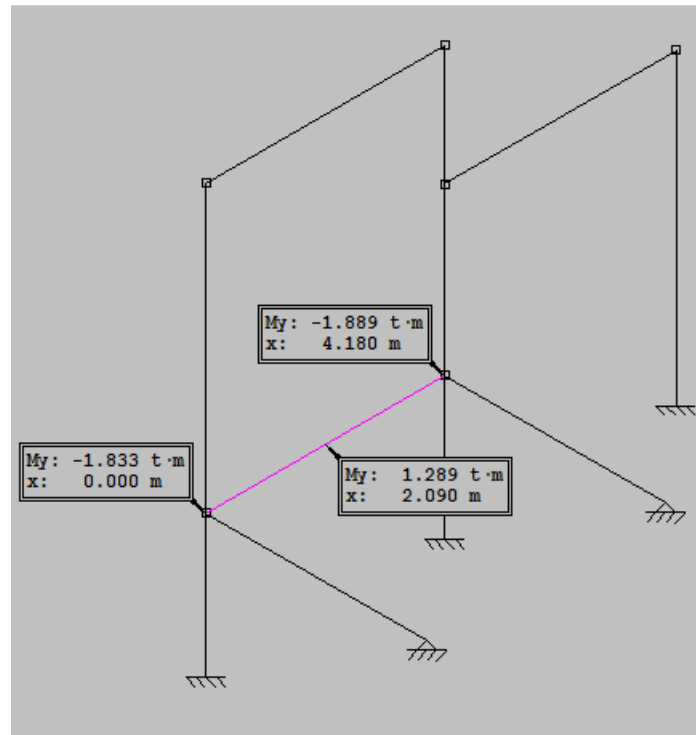 My: -1.889 t·m
x: 4.180 m
My: -1.833 t·m
x: 0.000 m
My: 1.289 t·m
x: 2.090 m